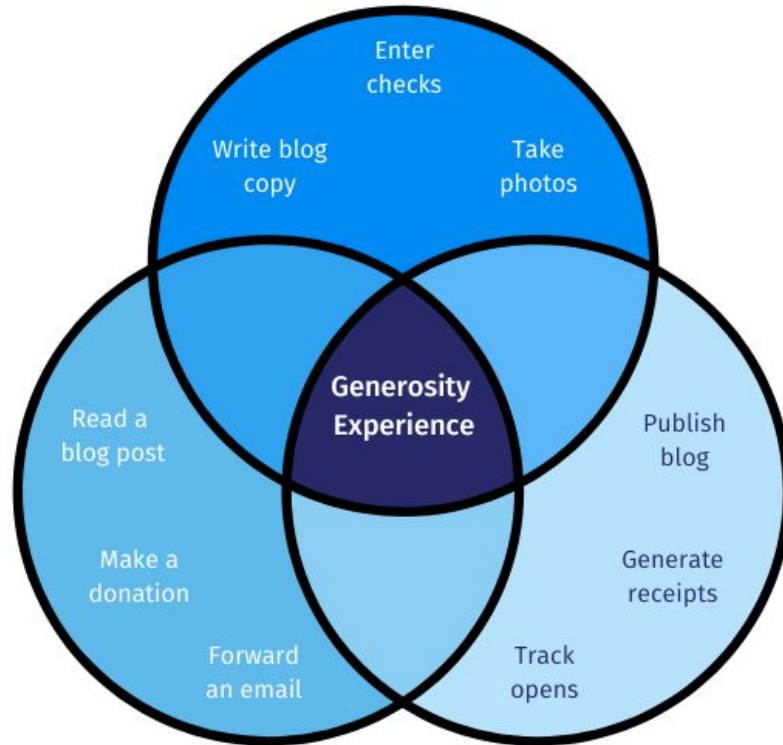 Enter
checks
Write blog
copy
Take
photos
Generosity
Experience
Read a
blog post
Publish
blog
Make a
donation
Generate
receipts
Forward
an email
Track
opens